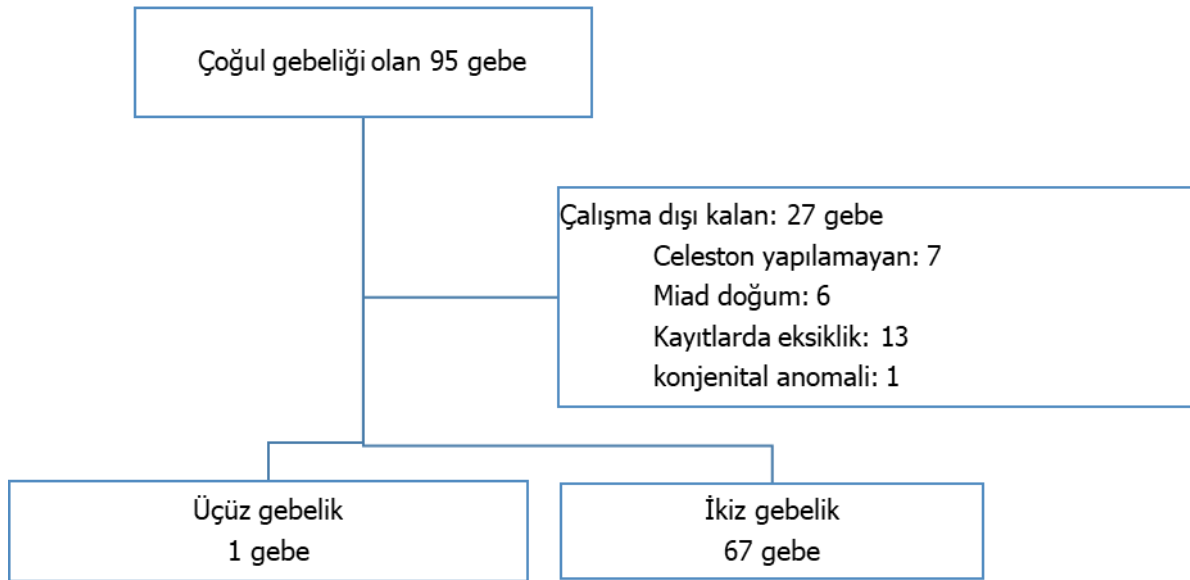 Çoğul gebeliği olan 95 gebe
Çalışma dışı kalan: 27 gebe
Celeston yapılamayan: 7
Miad doğum: 6
Kayıtlarda eksiklik: 13
konjenital anomali: 1
Üçüz gebelik
1 gebe
İkiz gebelik
67 gebe